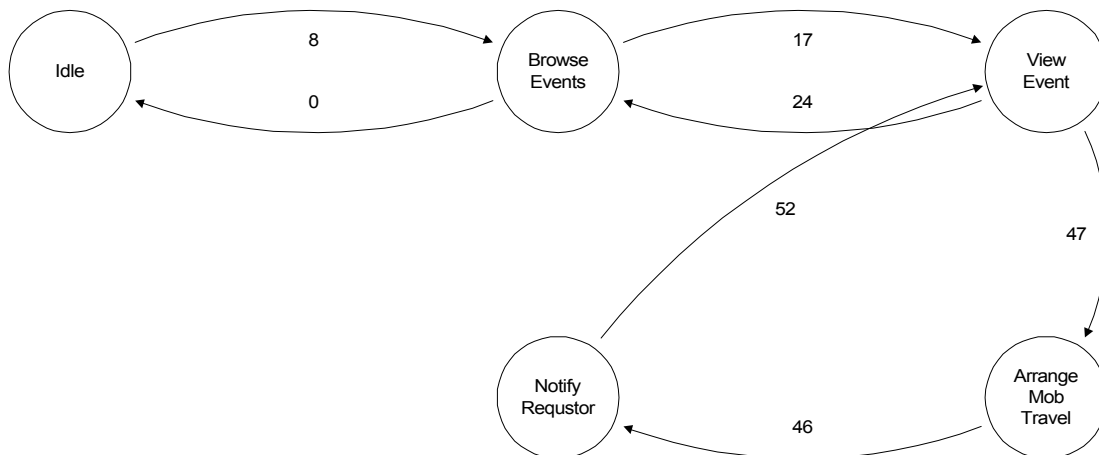 Idle
8
0
Browse
Events
17
24
View
Event
52
47
Notify
Requstor
46
Arrange
Mob
Travel